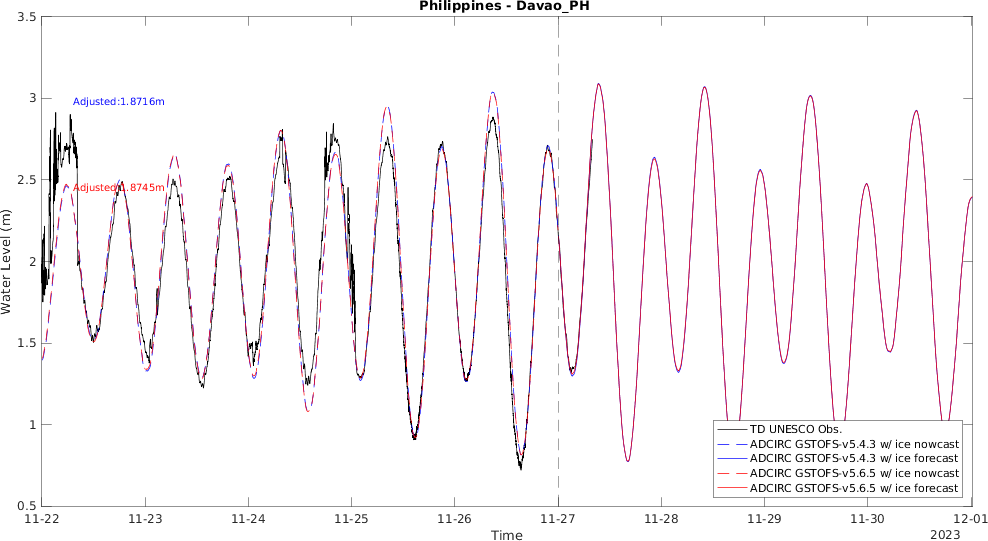 Philippines - Davao_PH
3.5
3
2.5
2
1.5
1
0.5
Water Level (m)
Adjusted:1.8716m
Adjusted:1.8745m
TD UNESCO Obs.
ADCIRC GSTOFS-v5.4.3 w/ ice nowcast
ADCIRC GSTOFS-v5.4.3 w/ ice forecast
ADCIRC GSTOFS-v5.6.5 w/ ice nowcast
ADCIRC GSTOFS-v5.6.5 w/ ice forecast
11-22 11-23 11-24 11-25 11-26 11-27 11-28 11-29 11-30 12-01
Time
2023